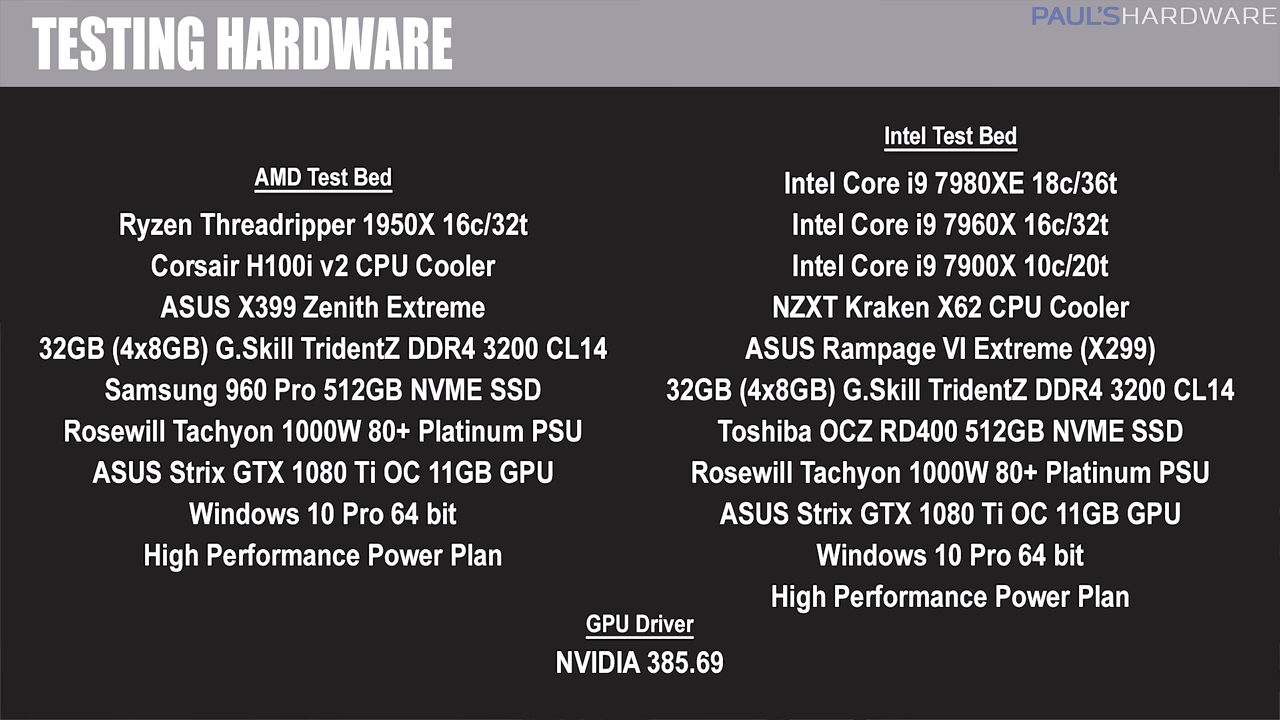 TESTING HARDWARE
PAUL'SHARDWARE
AMD Test Bed
Ryzen Threadripper 1950X 16c/32t
Corsair H100i v2 CPU Cooler
ASUS X399 Zenith Extreme
32GB (4x8GB) G.Skill TridentZ DDR4 3200 CL14
Samsung 960 Pro 512GB NVME SSD
Rosewill Tachyon 1000W 80+ Platinum PSU
ASUS Strix GTX 1080 Ti OC 11GB GPU
Windows 10 Pro 64 bit
High Performance Power Plan
Intel Test Bed
Intel Core i9 7980XE 18c/36t
Intel Core i9 7960X 16c/32t
Intel Core i9 7900X 10c/20t
NZXT Kraken X62 CPU Cooler
ASUS Rampage VI Extreme (X299)
32GB (4x8GB) G.Skill TridentZ DDR4 3200 CL14
Toshiba OCZ RD400 512GB NVME SSD
Rosewill Tachyon 1000W 80+ Platinum PSU
ASUS Strix GTX 1080 Ti OC 11GB GPU
Windows 10 Pro 64 bit
High Performance Power Plan
GPU Driver
NVIDIA 385.69